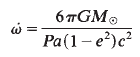 ω̇ = 6πGM⊙ / Pa(1 − e²)c²